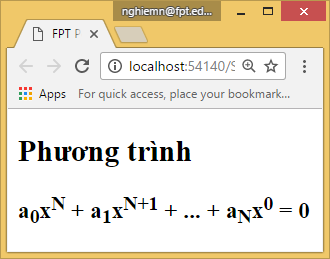 nghiemn@fpt.ed...
FPT P
localhost:54140/S
Apps For quick access, place your bookmark...
Phương trình
a₀xᴺ + a₁xᴺ⁺¹ + ... + a_Nx⁰ = 0